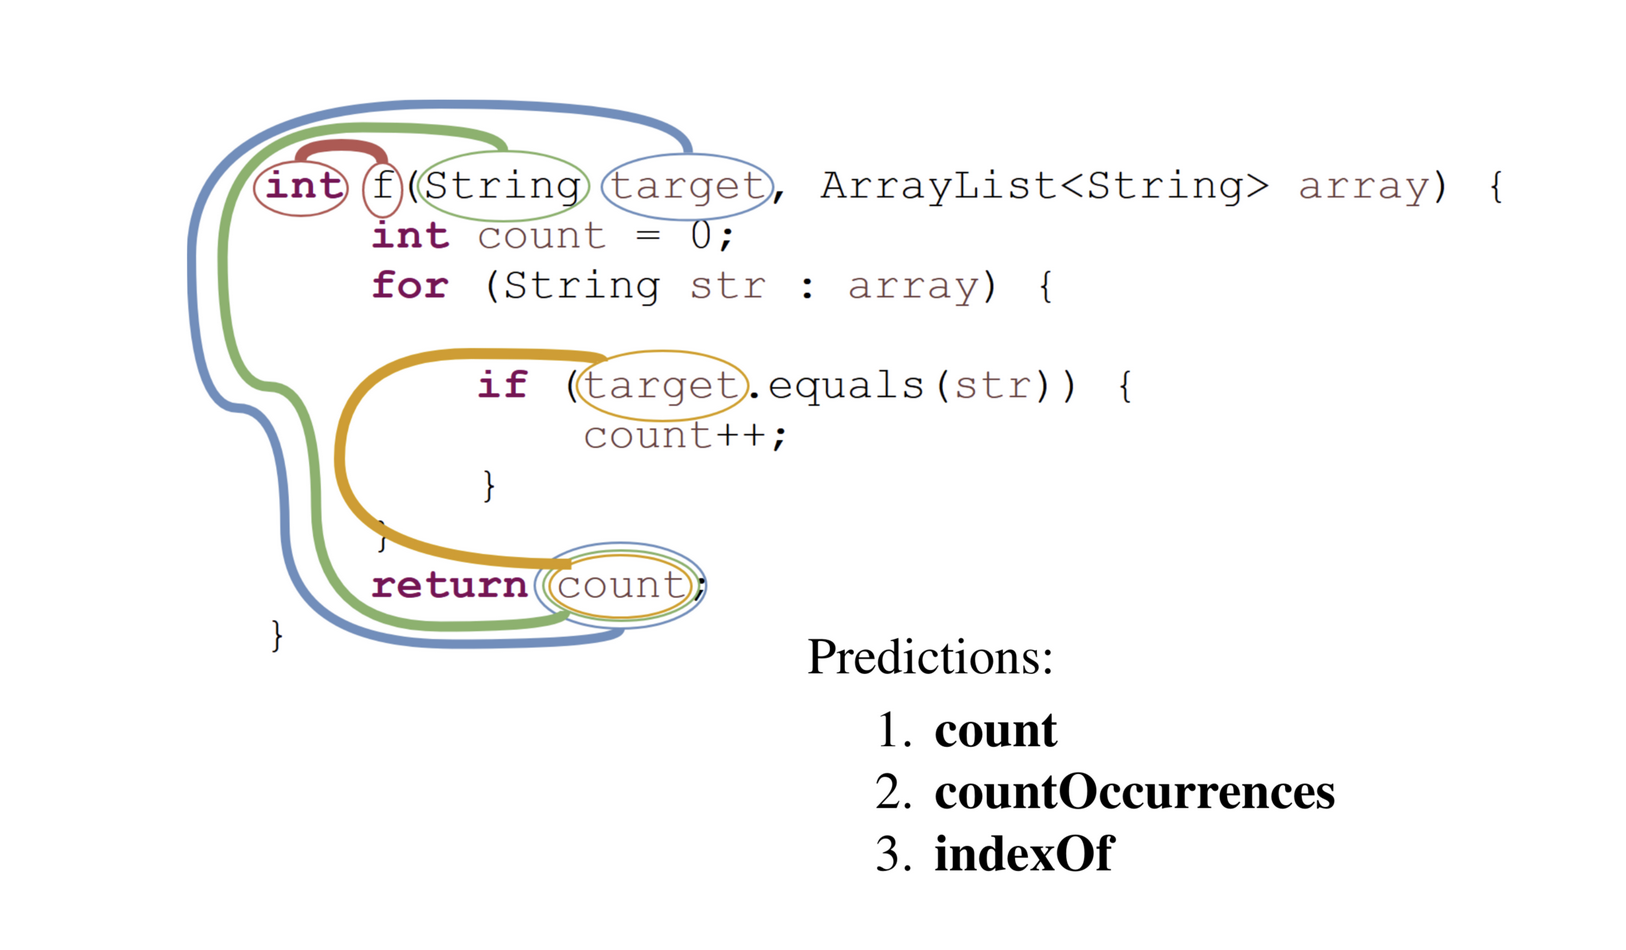 int f(String target, ArrayList<String> array) {
int count = 0;
for (String str : array) {
if (target.equals(str)) {
count++;
}
}
return count;
}
Predictions:
1. count
2. countOccurrences
3. indexOf